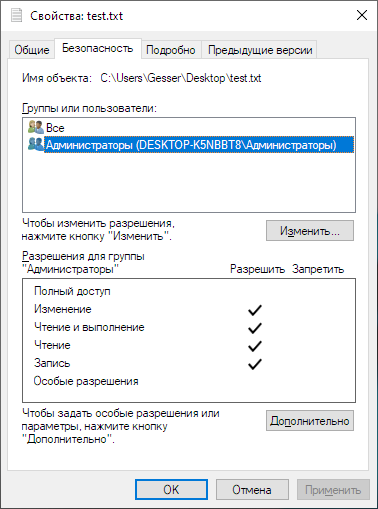 Свойства: test.txt
Общие Безопасность Подробно Предыдущие версии
Имя объекта: C:\Users\Gesser\Desktop\test.txt
Группы или пользователи:
Все
Администраторы (DESKTOP-K5NBBT8\Администраторы)
Чтобы изменить разрешения,
нажмите кнопку "Изменить".
Изменить...
Разрешения для группы
"Администраторы"
Разрешить Запретить
Полный доступ
Изменение
Чтение и выполнение
Чтение
Запись
Особые разрешения
Чтобы задать особые разрешения или
параметры, нажмите кнопку
"Дополнительно".
Дополнительно
OK Отмена Применить